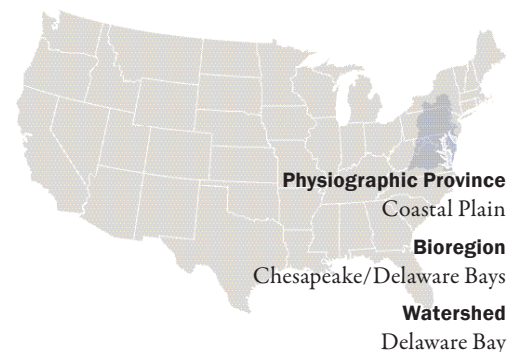 Physiographic Province
Coastal Plain
Bioregion
Chesapeake/Delaware Bays
Watershed
Delaware Bay